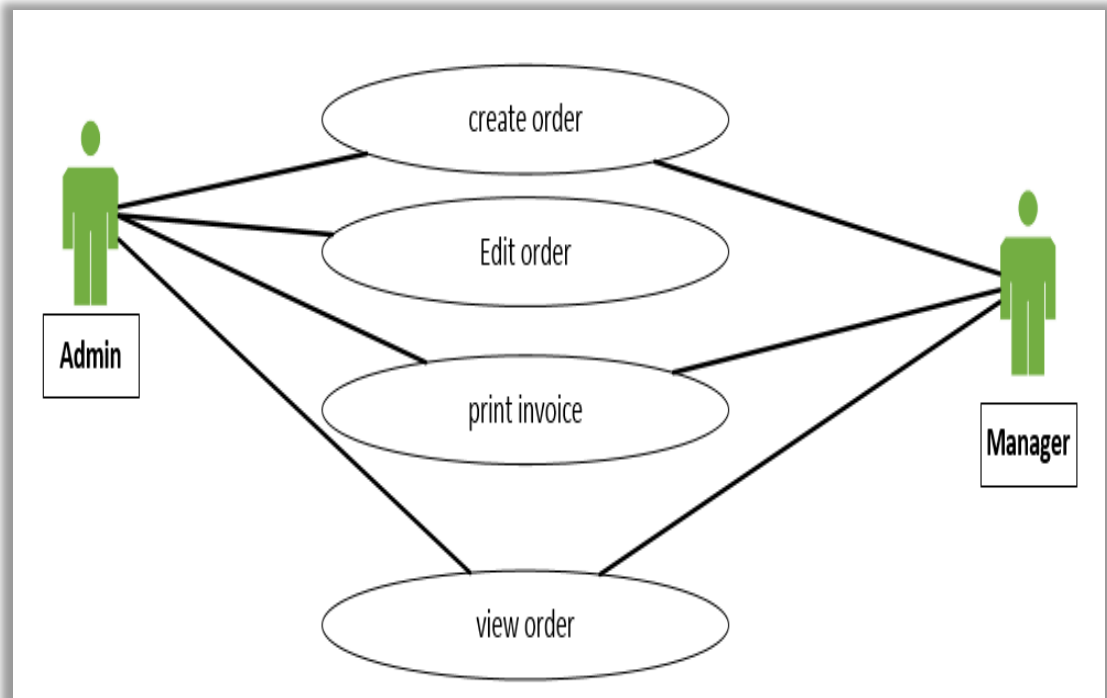 create order
Edit order
Admin
print invoice
Manager
view order